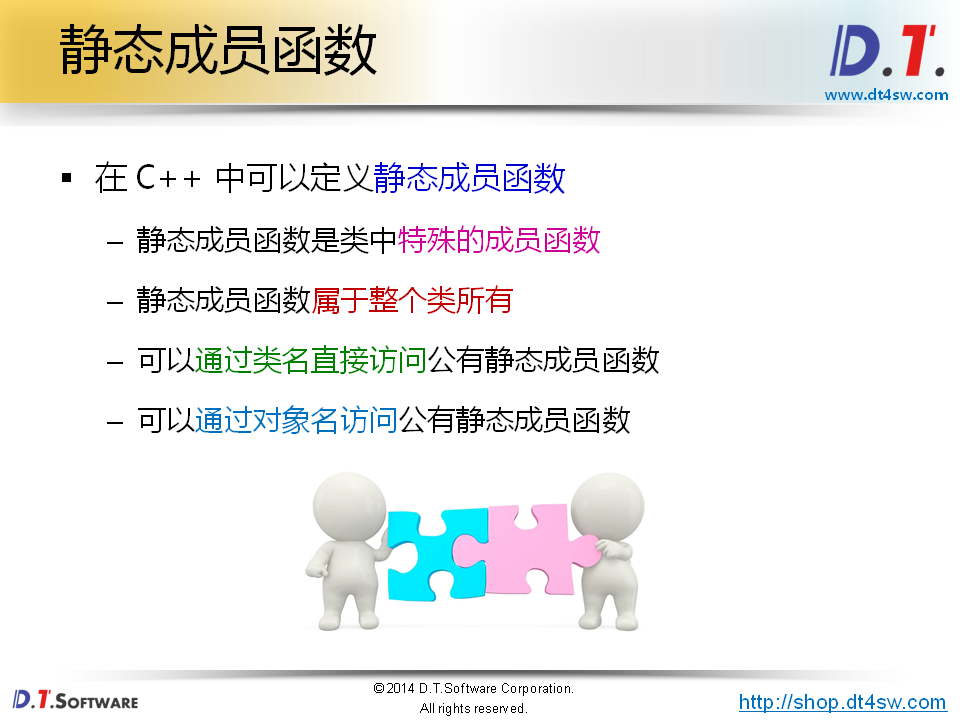 静态成员函数
D.T.
www.dt4sw.com
▪ 在 C++ 中可以定义静态成员函数
– 静态成员函数是类中特殊的成员函数
– 静态成员函数属于整个类所有
– 可以通过类名直接访问公有静态成员函数
– 可以通过对象名访问公有静态成员函数
D.T.SOFTWARE
©2014 D.T.Software Corporation.
All rights reserved.
http://shop.dt4sw.com